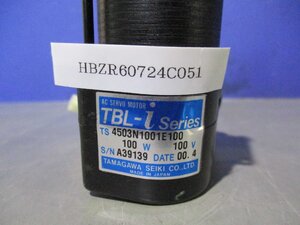 HBZR60724C051
AC SERVO MOTOR
TBL-i Series
TS 4503N1001E100
100 W 100 V
S/N A39139 DATE 00. 4
TAMAGAWA SEIKI CO., LTD.
MADE IN JAPAN